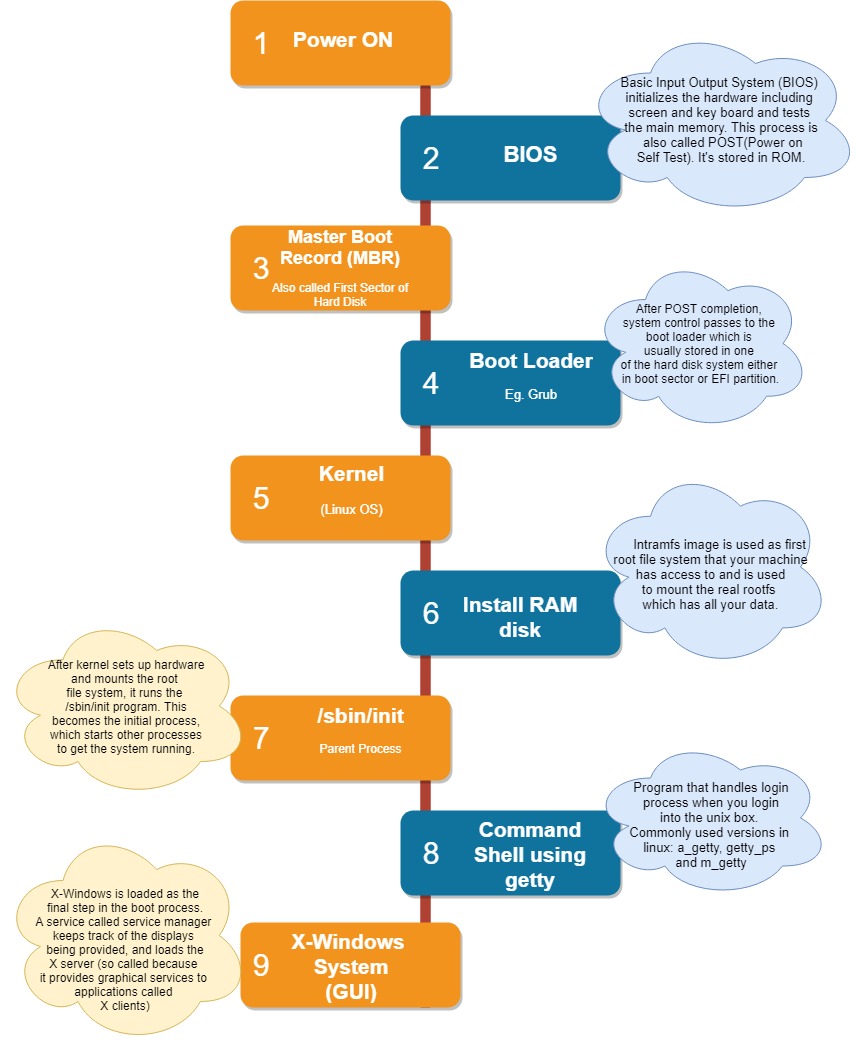 1 Power ON
Basic Input Output System (BIOS)
initializes the hardware including
screen and key board and tests
the main memory. This process is
also called POST(Power on
Self Test). It's stored in ROM.
2 BIOS
3
Master Boot
Record (MBR)
Also called First Sector of
Hard Disk
After POST completion,
system control passes to the
boot loader which is
usually stored in one
of the hard disk system either
in boot sector or EFI partition.
4
Boot Loader
Eg. Grub
5
Kernel
(Linux OS)
Intramfs image is used as first
root file system that your machine
has access to and is used
to mount the real rootfs
which has all your data.
6
Install RAM
disk
After kernel sets up hardware
and mounts the root
file system, it runs the
/sbin/init program. This
becomes the initial process,
which starts other processes
to get the system running.
7
/sbin/init
Parent Process
Program that handles login
process when you login
into the unix box.
Commonly used versions in
linux: a_getty, getty_ps
and m_getty
8
Command
Shell using
getty
X-Windows is loaded as the
final step in the boot process.
A service called service manager
keeps track of the displays
being provided, and loads the
X server (so called because
it provides graphical services to
applications called
X clients)
9
X-Windows
System
(GUI)